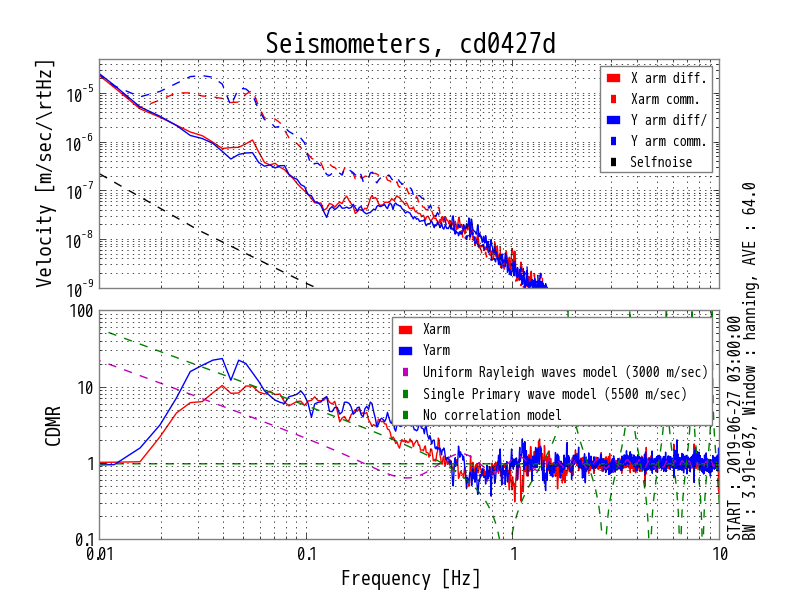 Seismometers, cd0427d
Velocity [m/sec/\rtHz]
10-5
10-6
10-7
10-8
10-9
X arm diff.
Xarm comm.
Y arm diff/
Y arm comm.
Selfnoise
CDMR
100
10
1
0.1
Xarm
Yarm
Uniform Rayleigh waves model (3000 m/sec)
Single Primary wave model (5500 m/sec)
No correlation model
0.01
0.1
1
10
Frequency [Hz]
START : 2019-06-27 03:00:00
BW : 3.91e-03, Window : hanning, AVE : 64.0